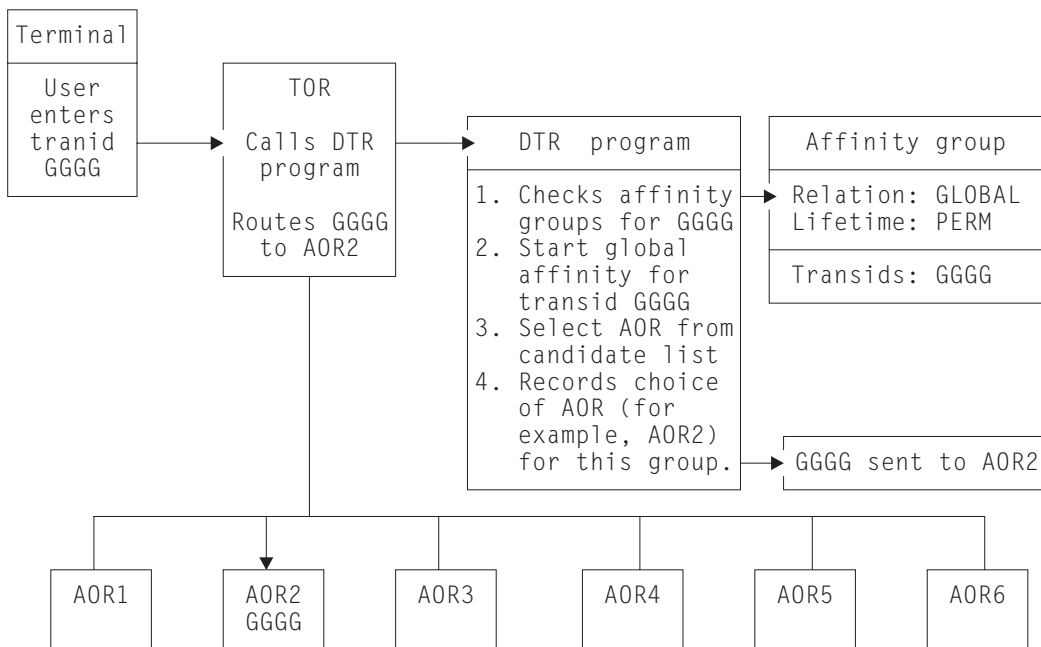 Terminal
User
enters
tranid
GGGG
TOR
Calls DTR
program
Routes GGGG
to AOR2
DTR program
1. Checks affinity
groups for GGGG
2. Start global
affinity for
transid GGGG
3. Select AOR from
candidate list
4. Records choice
of AOR (for
example, AOR2)
for this group.
Affinity group
Relation: GLOBAL
Lifetime: PERM
Transids: GGGG
GGGG sent to AOR2
AOR1
AOR2
GGGG
AOR3
AOR4
AOR5
AOR6